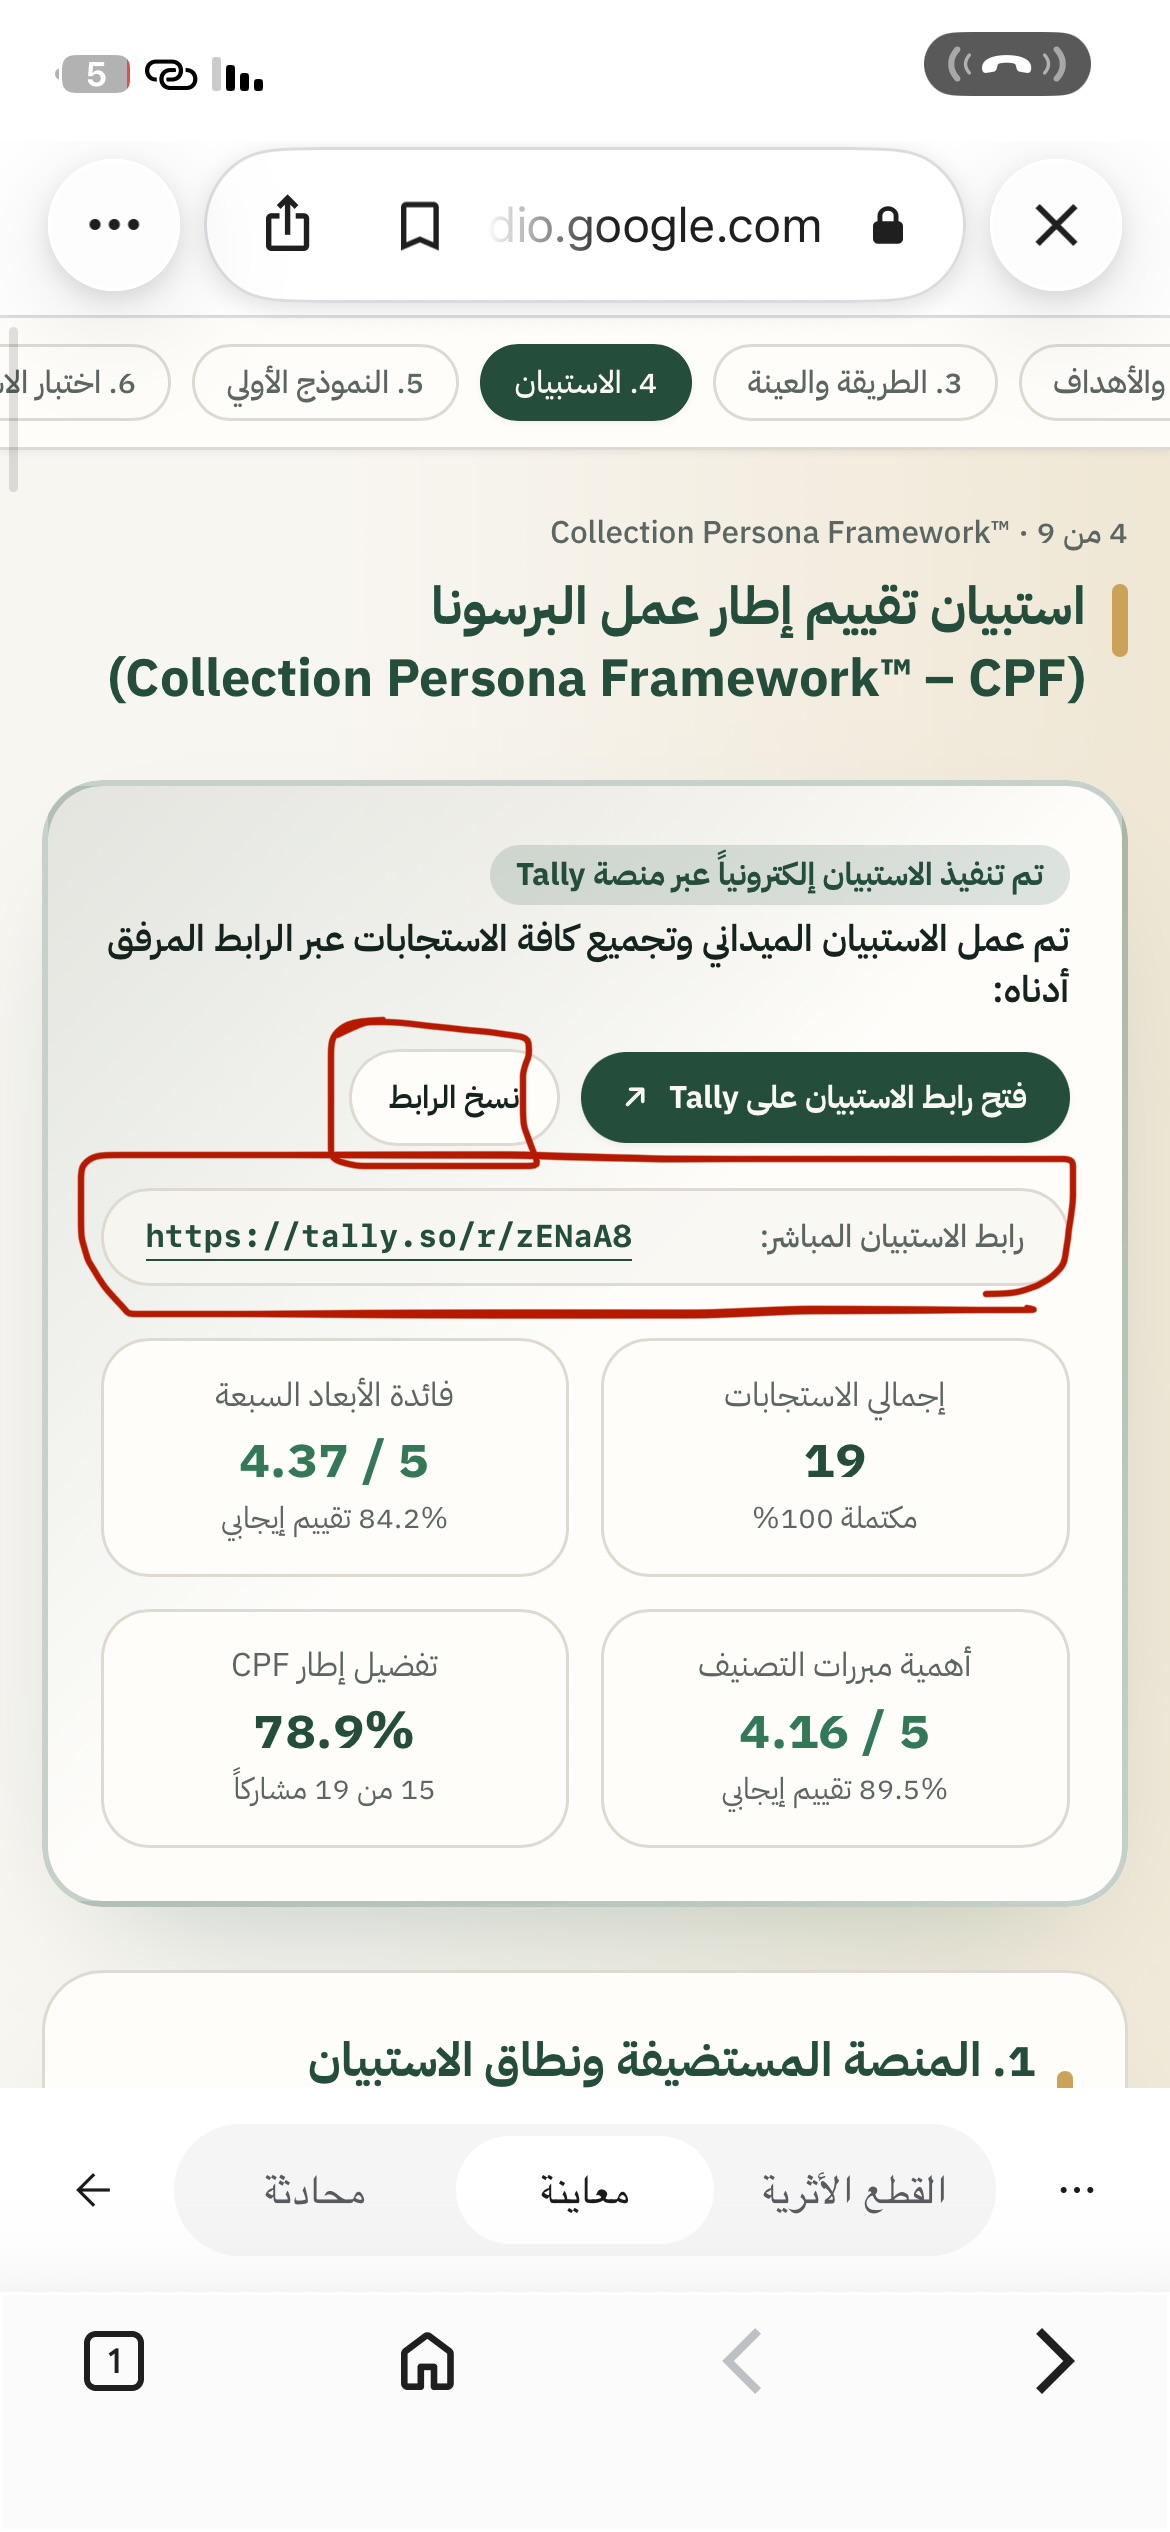 5
dio.google.com
والأهداف
3. الطريقة والعينة
4. الاستبيان
5. النموذج الأولي
6. اختبار الا
4 من 9 · Collection Persona Framework™
استبيان تقييم إطار عمل البرسونا
(Collection Persona Framework™ – CPF)
تم تنفيذ الاستبيان إلكترونياً عبر منصة Tally
تم عمل الاستبيان الميداني وتجميع كافة الاستجابات عبر الرابط المرفق
أدناه:
فتح رابط الاستبيان على Tally ↗
نسخ الرابط
رابط الاستبيان المباشر: https://tally.so/r/zENaA8
إجمالي الاستجابات
19
مكتملة 100%
فائدة الأبعاد السبعة
4.37 / 5
84.2% تقييم إيجابي
أهمية مبررات التصنيف
4.16 / 5
89.5% تقييم إيجابي
تفضيل إطار CPF
78.9%
15 من 19 مشاركاً
1. المنصة المستضيفة ونطاق الاستبيان
القطع الأثرية
معاينة
محادثة
1